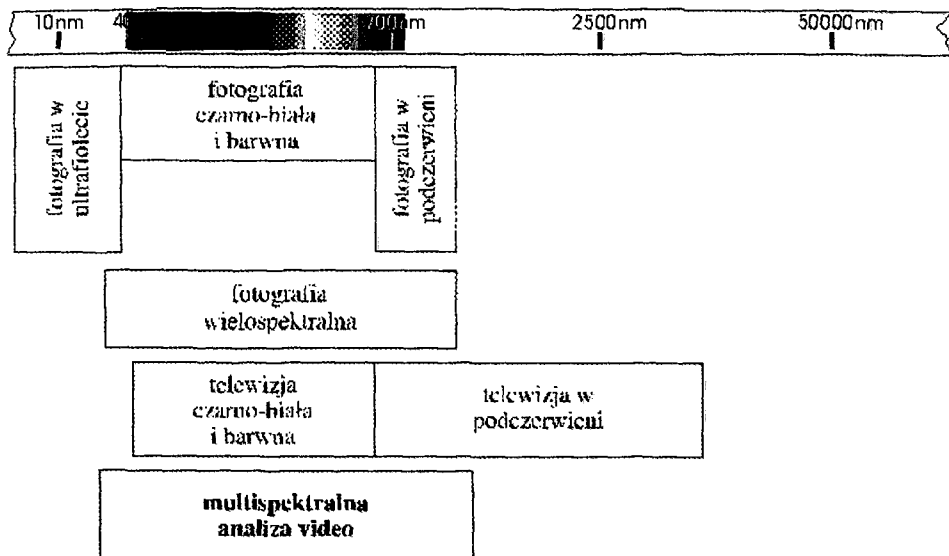 10nm 2500nm 50000nm
fotografia w
ultrafiolecie
fotografia
czarno-biała
i barwna
fotografia w
podczerwieni
fotografia
wielospektralna
telewizja
czarno-biała
i barwna
telewizja w
podczerwieni
multispektralna
analiza video